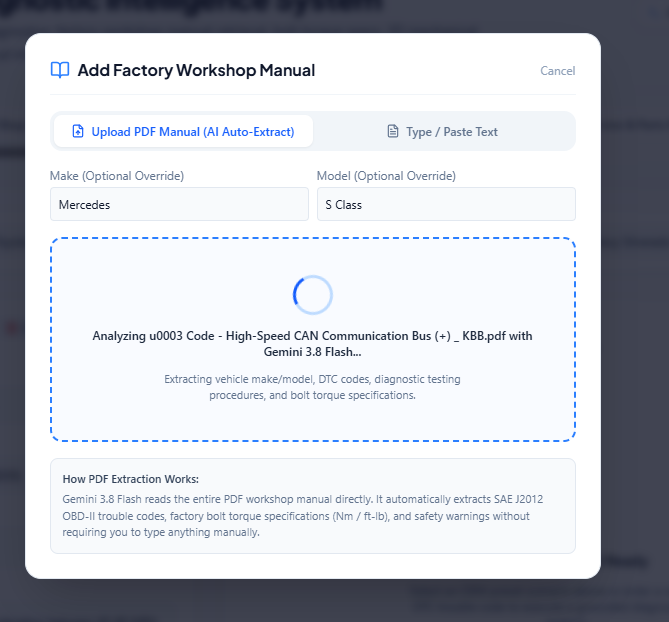 Diagnostic Intelligence System
Add Factory Workshop Manual
Cancel
Upload PDF Manual (AI Auto-Extract)
Type / Paste Text
Make (Optional Override)
Model (Optional Override)
Mercedes
S Class
Analyzing u0003 Code - High-Speed CAN Communication Bus (+) _ KBB.pdf with
Gemini 3.8 Flash...
Extracting vehicle make/model, DTC codes, diagnostic testing
procedures, and bolt torque specifications.
How PDF Extraction Works:
Gemini 3.8 Flash reads the entire PDF workshop manual directly. It automatically extracts SAE J2012
OBD-II trouble codes, factory bolt torque specifications (Nm / ft-lb), and safety warnings without
requiring you to type anything manually.